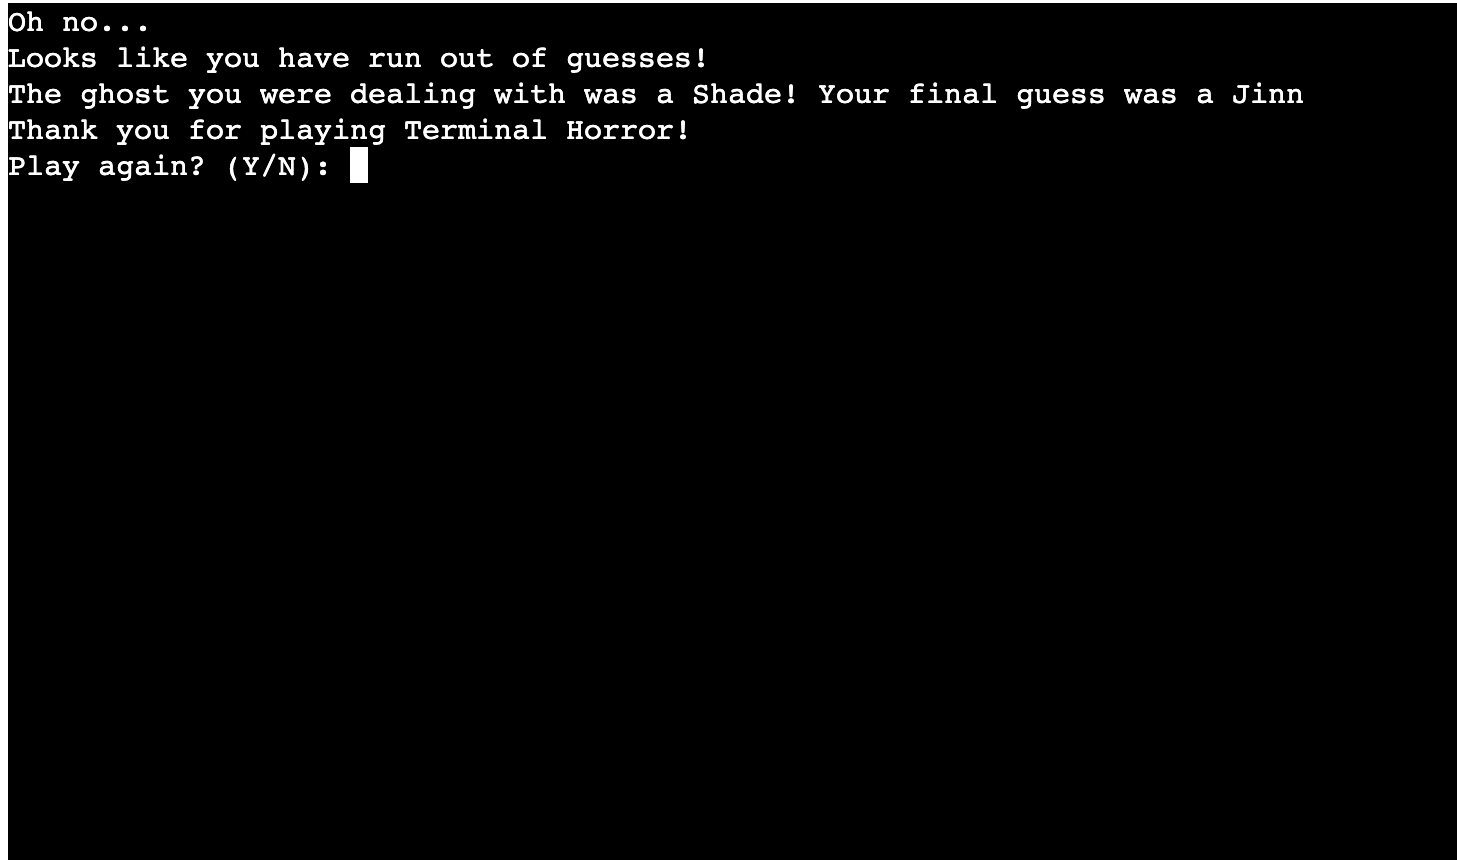 Oh no...
Looks like you have run out of guesses!
The ghost you were dealing with was a Shade! Your final guess was a Jinn
Thank you for playing Terminal Horror!
Play again? (Y/N):